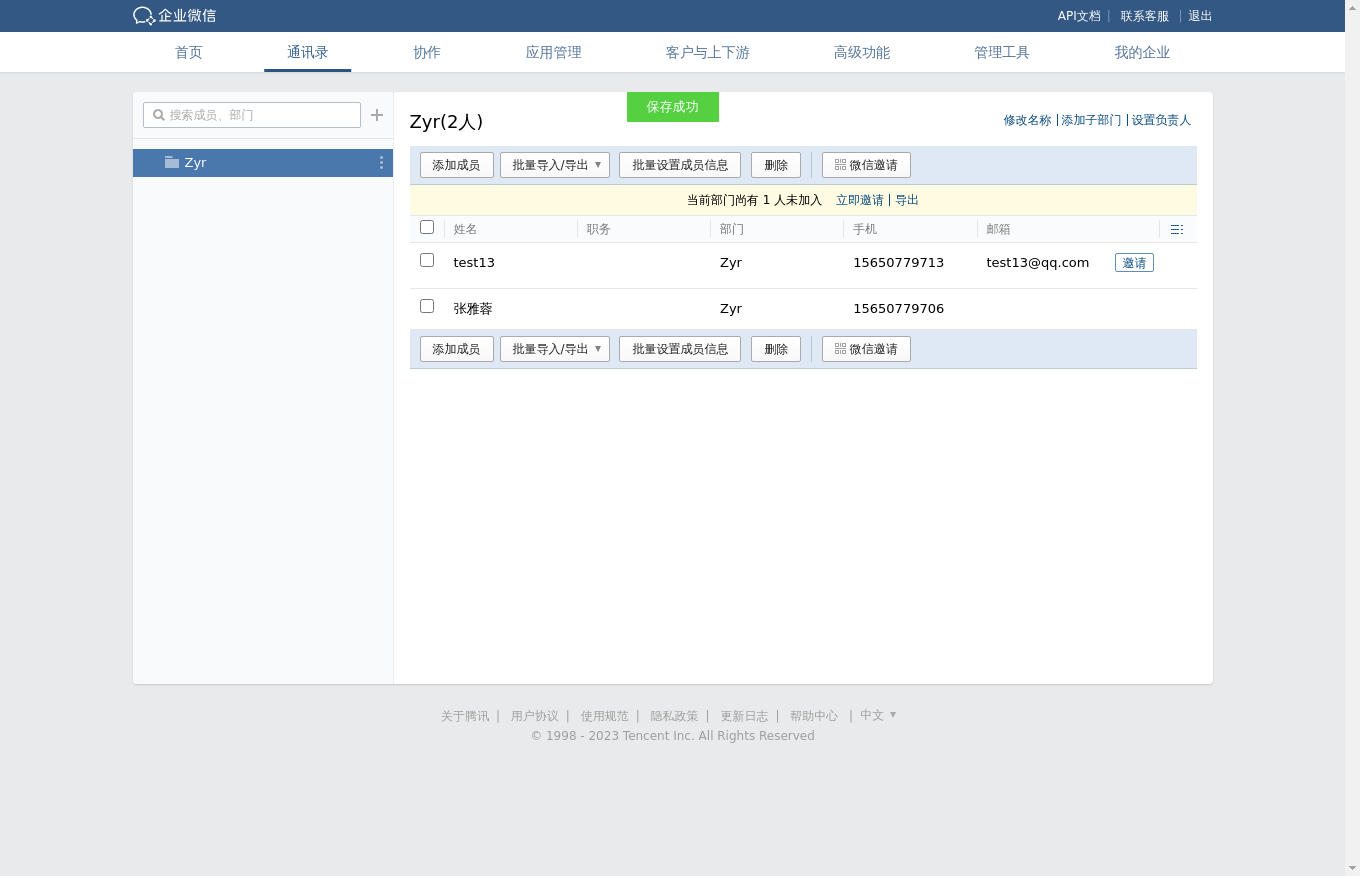 企业微信
API文档 | 联系客服 | 退出
首页 通讯录 协作 应用管理 客户与上下游 高级功能 管理工具 我的企业
搜索成员、部门
Zyr
保存成功
Zyr(2人)
修改名称 | 添加子部门 | 设置负责人
添加成员 批量导入/导出 批量设置成员信息 删除 微信邀请
当前部门尚有 1 人未加入 立即邀请 | 导出
姓名 职务 部门 手机 邮箱
test13 Zyr 15650779713 test13@qq.com 邀请
张雅蓉 Zyr 15650779706
添加成员 批量导入/导出 批量设置成员信息 删除 微信邀请
关于腾讯 | 用户协议 | 使用规范 | 隐私政策 | 更新日志 | 帮助中心 | 中文
© 1998 - 2023 Tencent Inc. All Rights Reserved